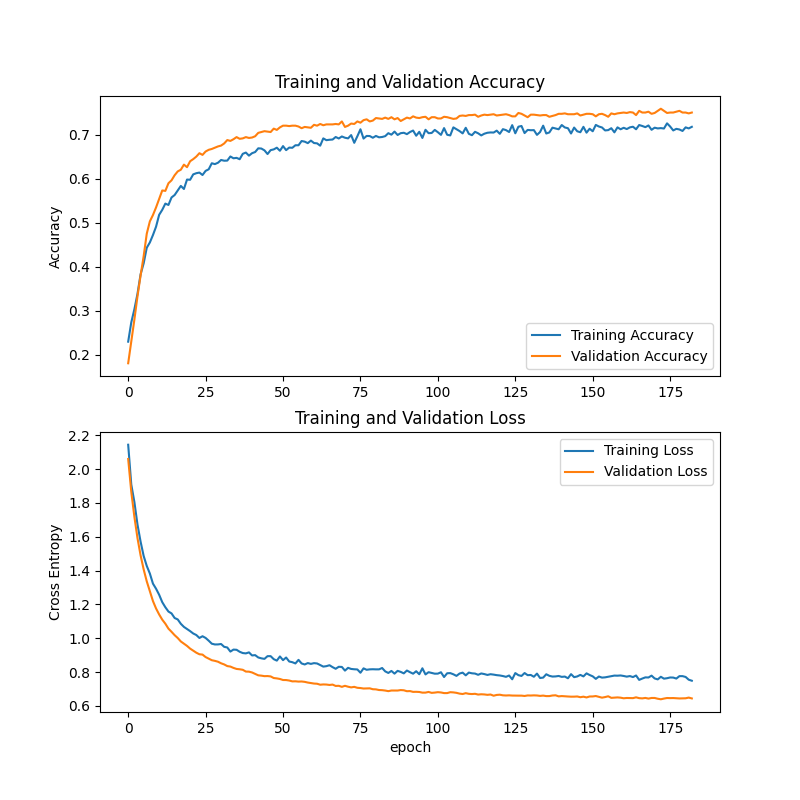 Training and Validation Accuracy
Accuracy
0.7
0.6
0.5
0.4
0.3
0.2
Training Accuracy
Validation Accuracy
0 25 50 75 100 125 150 175
Training and Validation Loss
Cross Entropy
2.2
2.0
1.8
1.6
1.4
1.2
1.0
0.8
0.6
Training Loss
Validation Loss
0 25 50 75 100 125 150 175
epoch